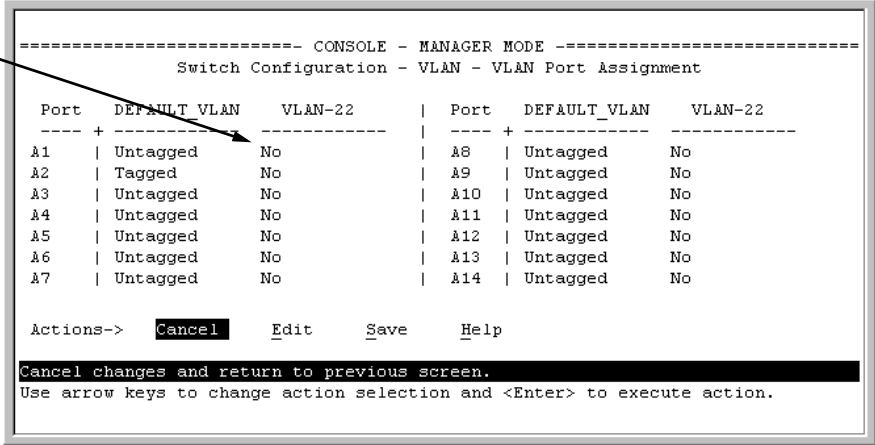 ==========================- CONSOLE - MANAGER MODE -============================
Switch Configuration - VLAN - VLAN Port Assignment
Port DEFAULT_VLAN VLAN-22 | Port DEFAULT_VLAN VLAN-22
---- + ------------ ------------ | ---- + ------------ ------------
A1 | Untagged No | A8 | Untagged No
A2 | Tagged No | A9 | Untagged No
A3 | Untagged No | A10 | Untagged No
A4 | Untagged No | A11 | Untagged No
A5 | Untagged No | A12 | Untagged No
A6 | Untagged No | A13 | Untagged No
A7 | Untagged No | A14 | Untagged No
Actions-> Cancel Edit Save Help
Cancel changes and return to previous screen.
Use arrow keys to change action selection and <Enter> to execute action.